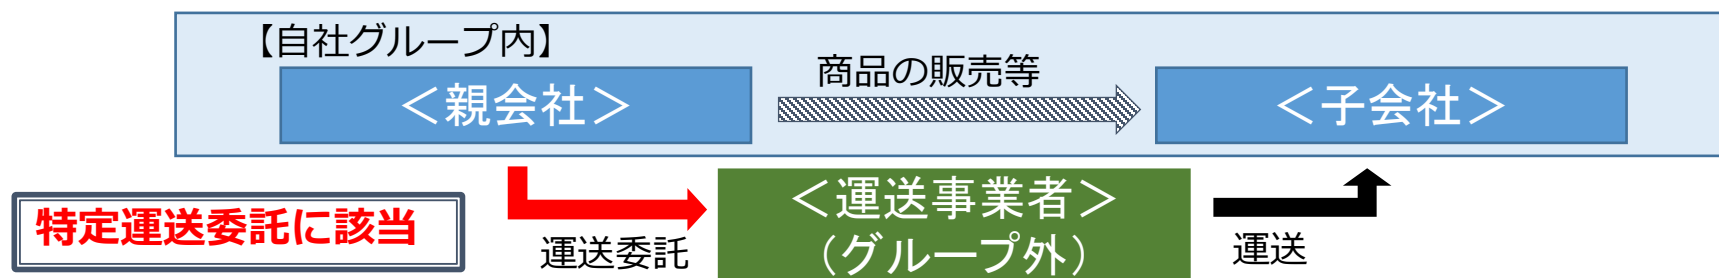 【自社グループ内】
商品の販売等
＜親会社＞
＜子会社＞
特定運送委託に該当
運送委託
＜運送事業者＞
（グループ外）
運送